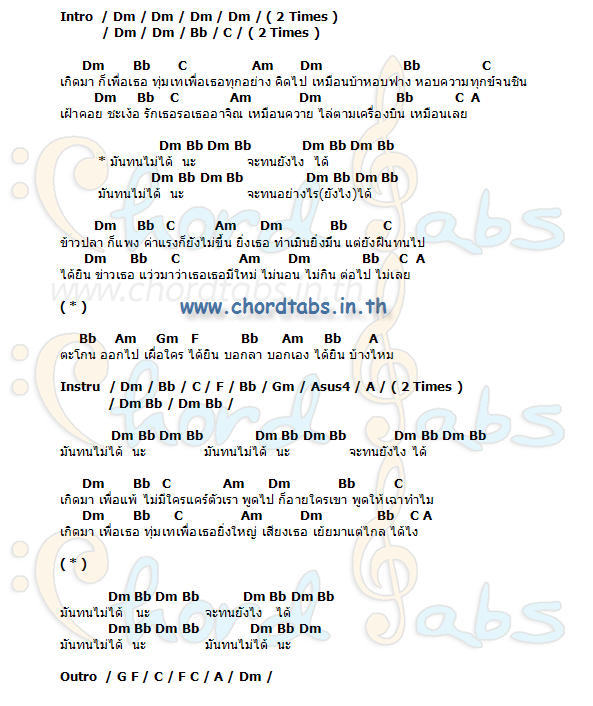 Intro / Dm / Dm / Dm / Dm / ( 2 Times )
/ Dm / Dm / Bb / C / ( 2 Times )
Dm Bb C Am Dm Bb C
เกิดมา ก็เพื่อเธอ ทุ่มเทเพื่อเธอทุกอย่าง คิดไป เหมือนบ้าหอบฟาง หอบความทุกข์จนชิน
Dm Bb C Am Dm Bb C A
เฝ้าคอย ชะเง้อ รักเธอรอเธออาจิณ เหมือนควาย ไล่ตามเครื่องบิน เหมือนเลย
Dm Bb Dm Bb Dm Bb Dm Bb
* มันทนไม่ได้ นะ จะทนยังไง ได้
Dm Bb Dm Bb Dm Bb Dm Bb
มันทนไม่ได้ นะ จะทนอย่างไร(ยังไง)ได้
Dm Bb C Am Dm Bb C
ข้าวปลา ก็แพง ค่าแรงก็ยังไม่ขึ้น ยิ่งเธอ ทำเมินยิ่งมึน แต่ยังฝืนทนไป
Dm Bb C Am Dm Bb C A
ได้ยิน ข่าวเธอ แว่วมาว่าเธอเธอมีใหม่ ไม่นอน ไม่กิน ต่อไป ไม่เลย
( * )
www.chordtabs.in.th
Bb Am Gm F Bb Am Bb A
ตะโกน ออกไป เผื่อใคร ได้ยิน บอกลา บอกเอง ได้ยิน บ้างไหม
Instru / Dm / Bb / C / F / Bb / Gm / Asus4 / A / ( 2 Times )
/ Dm Bb / Dm Bb /
Dm Bb Dm Bb Dm Bb Dm Bb Dm Bb Dm Bb
มันทนไม่ได้ นะ มันทนไม่ได้ นะ จะทนยังไง ได้
Dm Bb C Am Dm Bb C
เกิดมา เพื่อแพ้ ไม่มีใครแคร์ตัวเรา พูดไป ก็อายใครเขา พูดให้เฉาทำไม
Dm Bb C Am Dm Bb C A
เกิดมา เพื่อเธอ ทุ่มเทเพื่อเธอยิ่งใหญ่ เสียงเธอ เย้ยมาแต่ไกล ได้ไง
( * )
Dm Bb Dm Bb Dm Bb Dm Bb
มันทนไม่ได้ นะ จะทนยังไง ได้
Dm Bb Dm Bb Dm Bb Dm
มันทนไม่ได้ นะ มันทนไม่ได้ นะ
Outro / G F / C / F C / A / Dm /